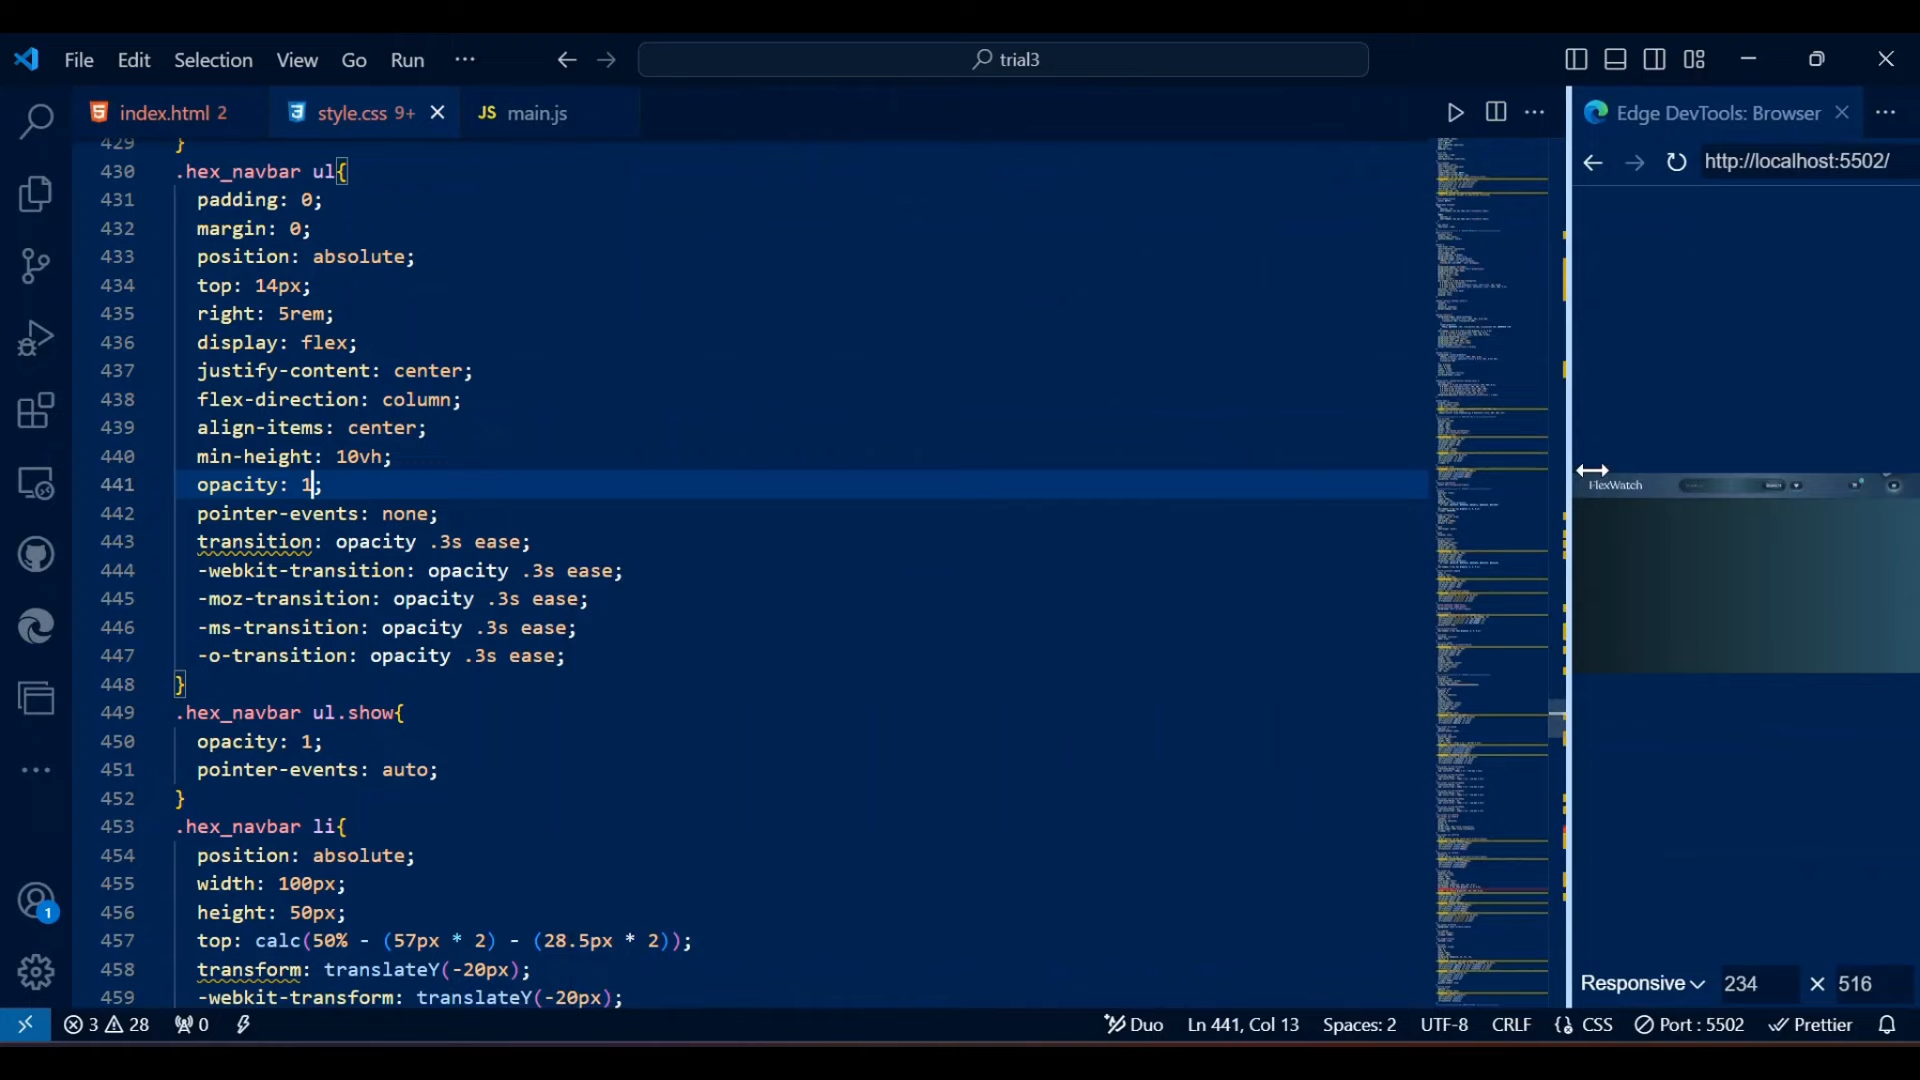 File Edit Selection View Go Run ··· trial3
index.html 2 style.css 9+ JS main.js Edge DevTools: Browser
http://localhost:5502/
429 }
430 .hex_navbar ul{
431 padding: 0;
432 margin: 0;
433 position: absolute;
434 top: 14px;
435 right: 5rem;
436 display: flex;
437 justify-content: center;
438 flex-direction: column;
439 align-items: center;
440 min-height: 10vh;
441 opacity: 1;
442 pointer-events: none;
443 transition: opacity .3s ease;
444 -webkit-transition: opacity .3s ease;
445 -moz-transition: opacity .3s ease;
446 -ms-transition: opacity .3s ease;
447 -o-transition: opacity .3s ease;
448 }
449 .hex_navbar ul.show{
450 opacity: 1;
451 pointer-events: auto;
452 }
453 .hex_navbar li{
454 position: absolute;
455 width: 100px;
456 height: 50px;
457 top: calc(50% - (57px * 2) - (28.5px * 2));
458 transform: translateY(-20px);
459 -webkit-transform: translateY(-20px);
FlexWatch
1
Responsive 234 × 516
3 28 0 Duo Ln 441, Col 13 Spaces: 2 UTF-8 CRLF {} CSS Port : 5502 Prettier